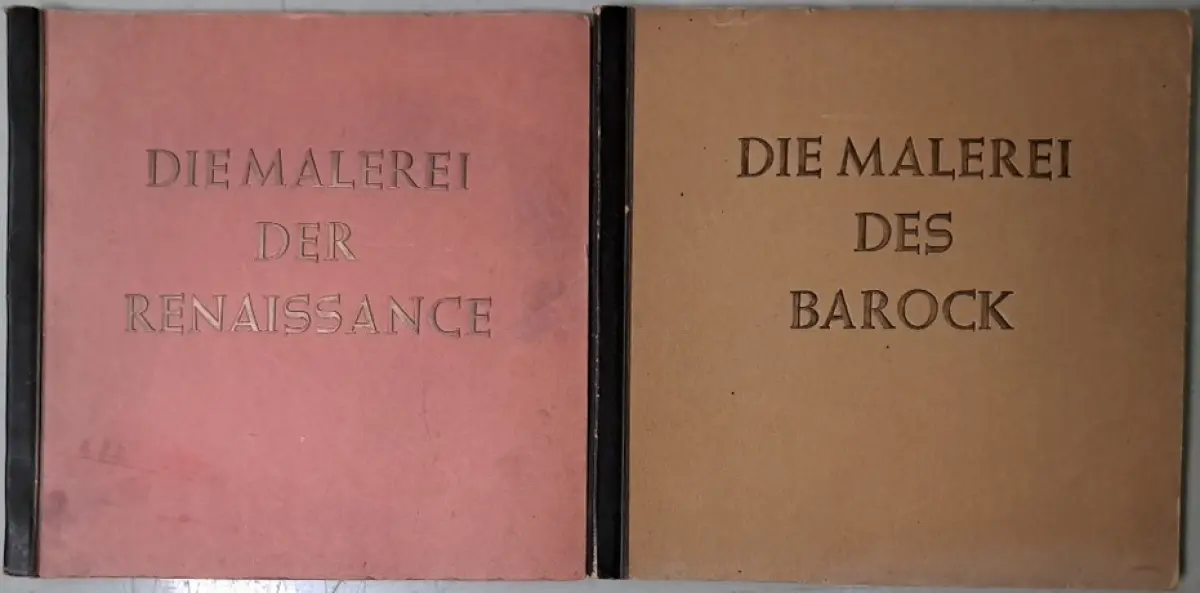 DIE MALEREI
DER
RENAISSANCE
DIE MALEREI
DES
BAROCK